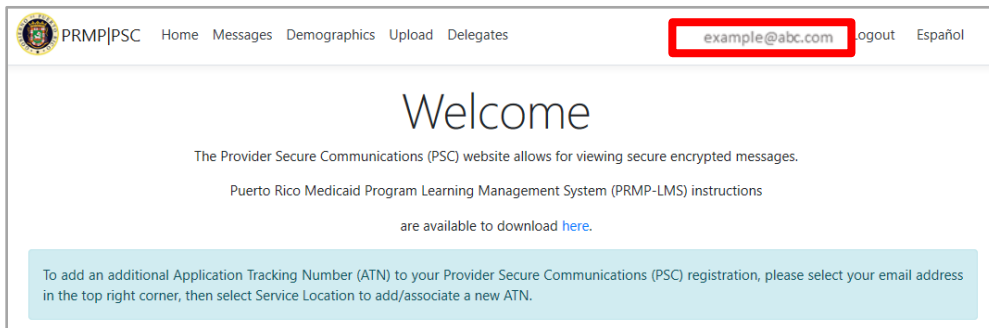 PRMP|PSC Home Messages Demographics Upload Delegates example@abc.com Logout Español
Welcome
The Provider Secure Communications (PSC) website allows for viewing secure encrypted messages.
Puerto Rico Medicaid Program Learning Management System (PRMP-LMS) instructions
are available to download here.
To add an additional Application Tracking Number (ATN) to your Provider Secure Communications (PSC) registration, please select your email address
in the top right corner, then select Service Location to add/associate a new ATN.